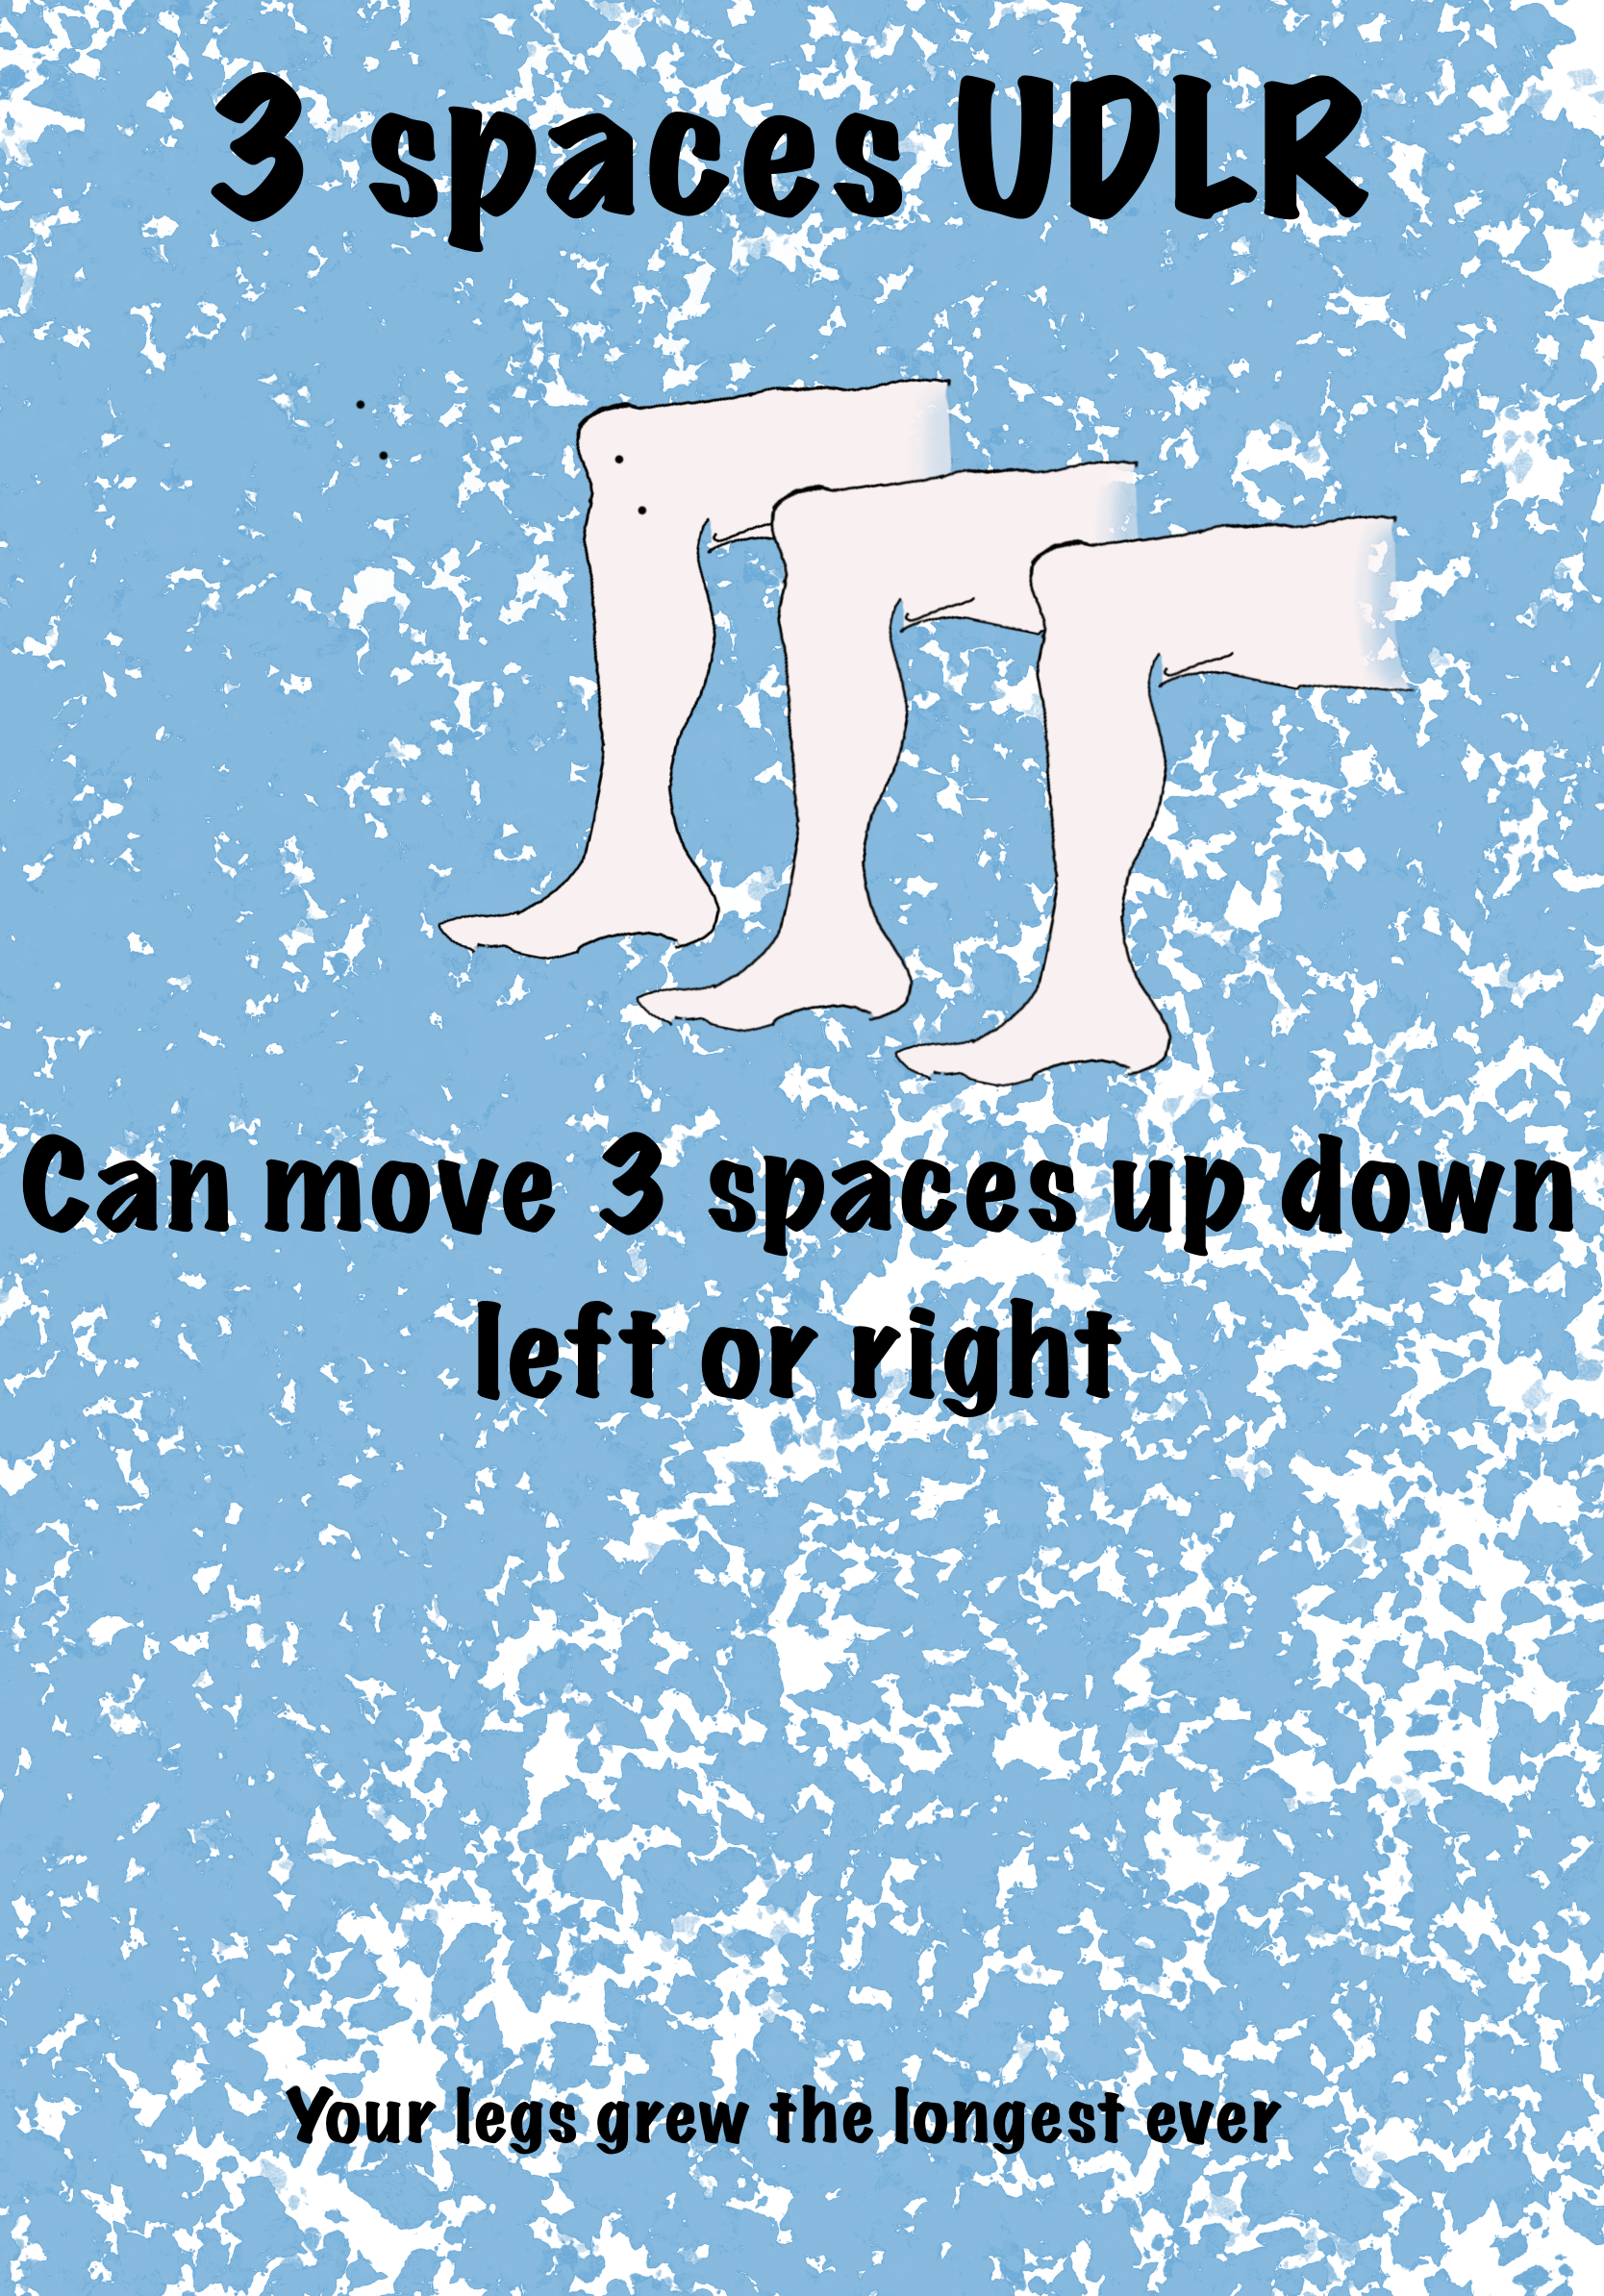 3 spaces UDLR
Can move 3 spaces up down
left or right
Your legs grew the longest ever